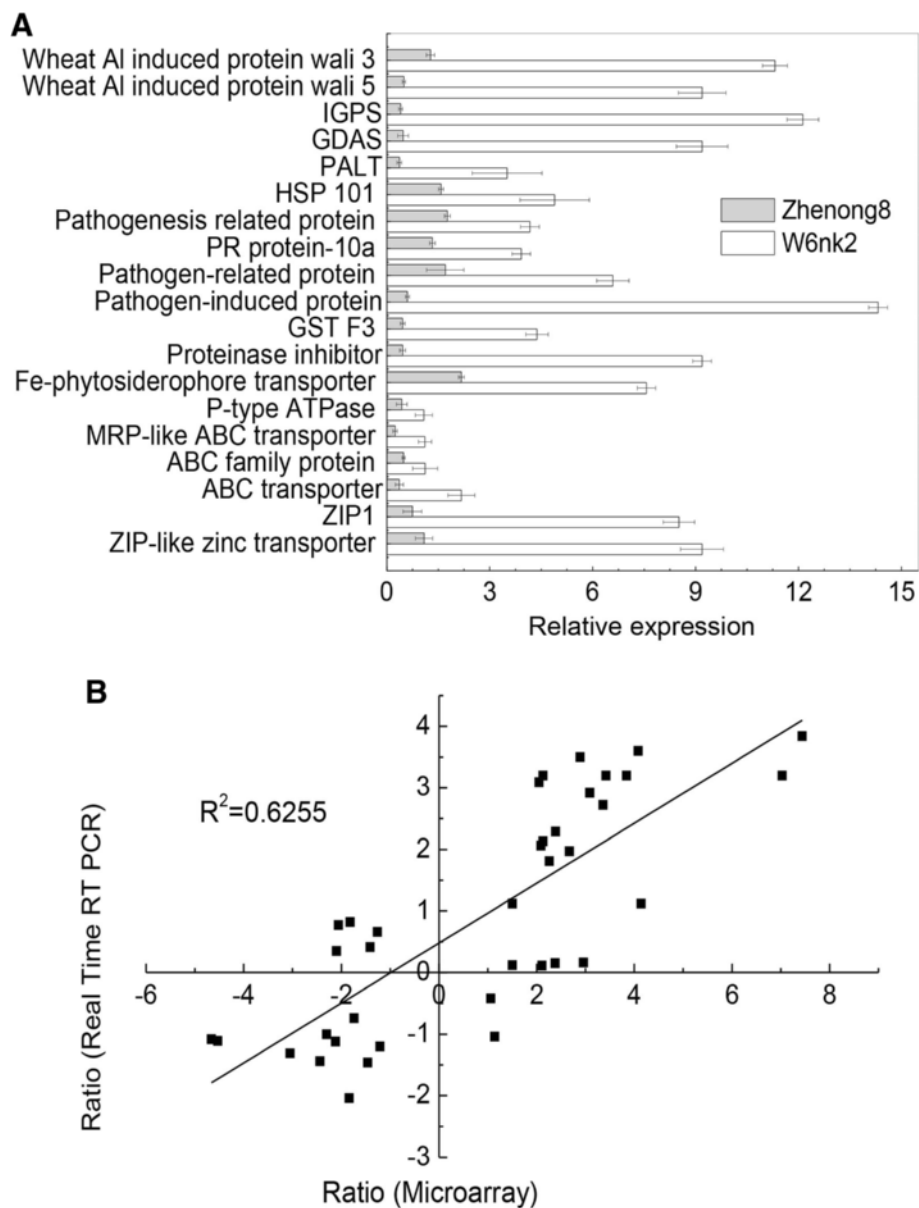 A
Wheat Al induced protein wali 3
Wheat Al induced protein wali 5
IGPS
GDAS
PALT
HSP 101
Pathogenesis related protein
PR protein-10a
Pathogen-related protein
Pathogen-induced protein
GST F3
Proteinase inhibitor
Fe-phytosiderophore transporter
P-type ATPase
MRP-like ABC transporter
ABC family protein
ABC transporter
ZIP1
ZIP-like zinc transporter
Zhenong8
W6nk2
0 3 6 9 12 15
Relative expression
B
R²=0.6255
Ratio (Real Time RT PCR)
4
3
2
1
0
-1
-2
-3
-6 -4 -2 0 2 4 6 8
Ratio (Microarray)